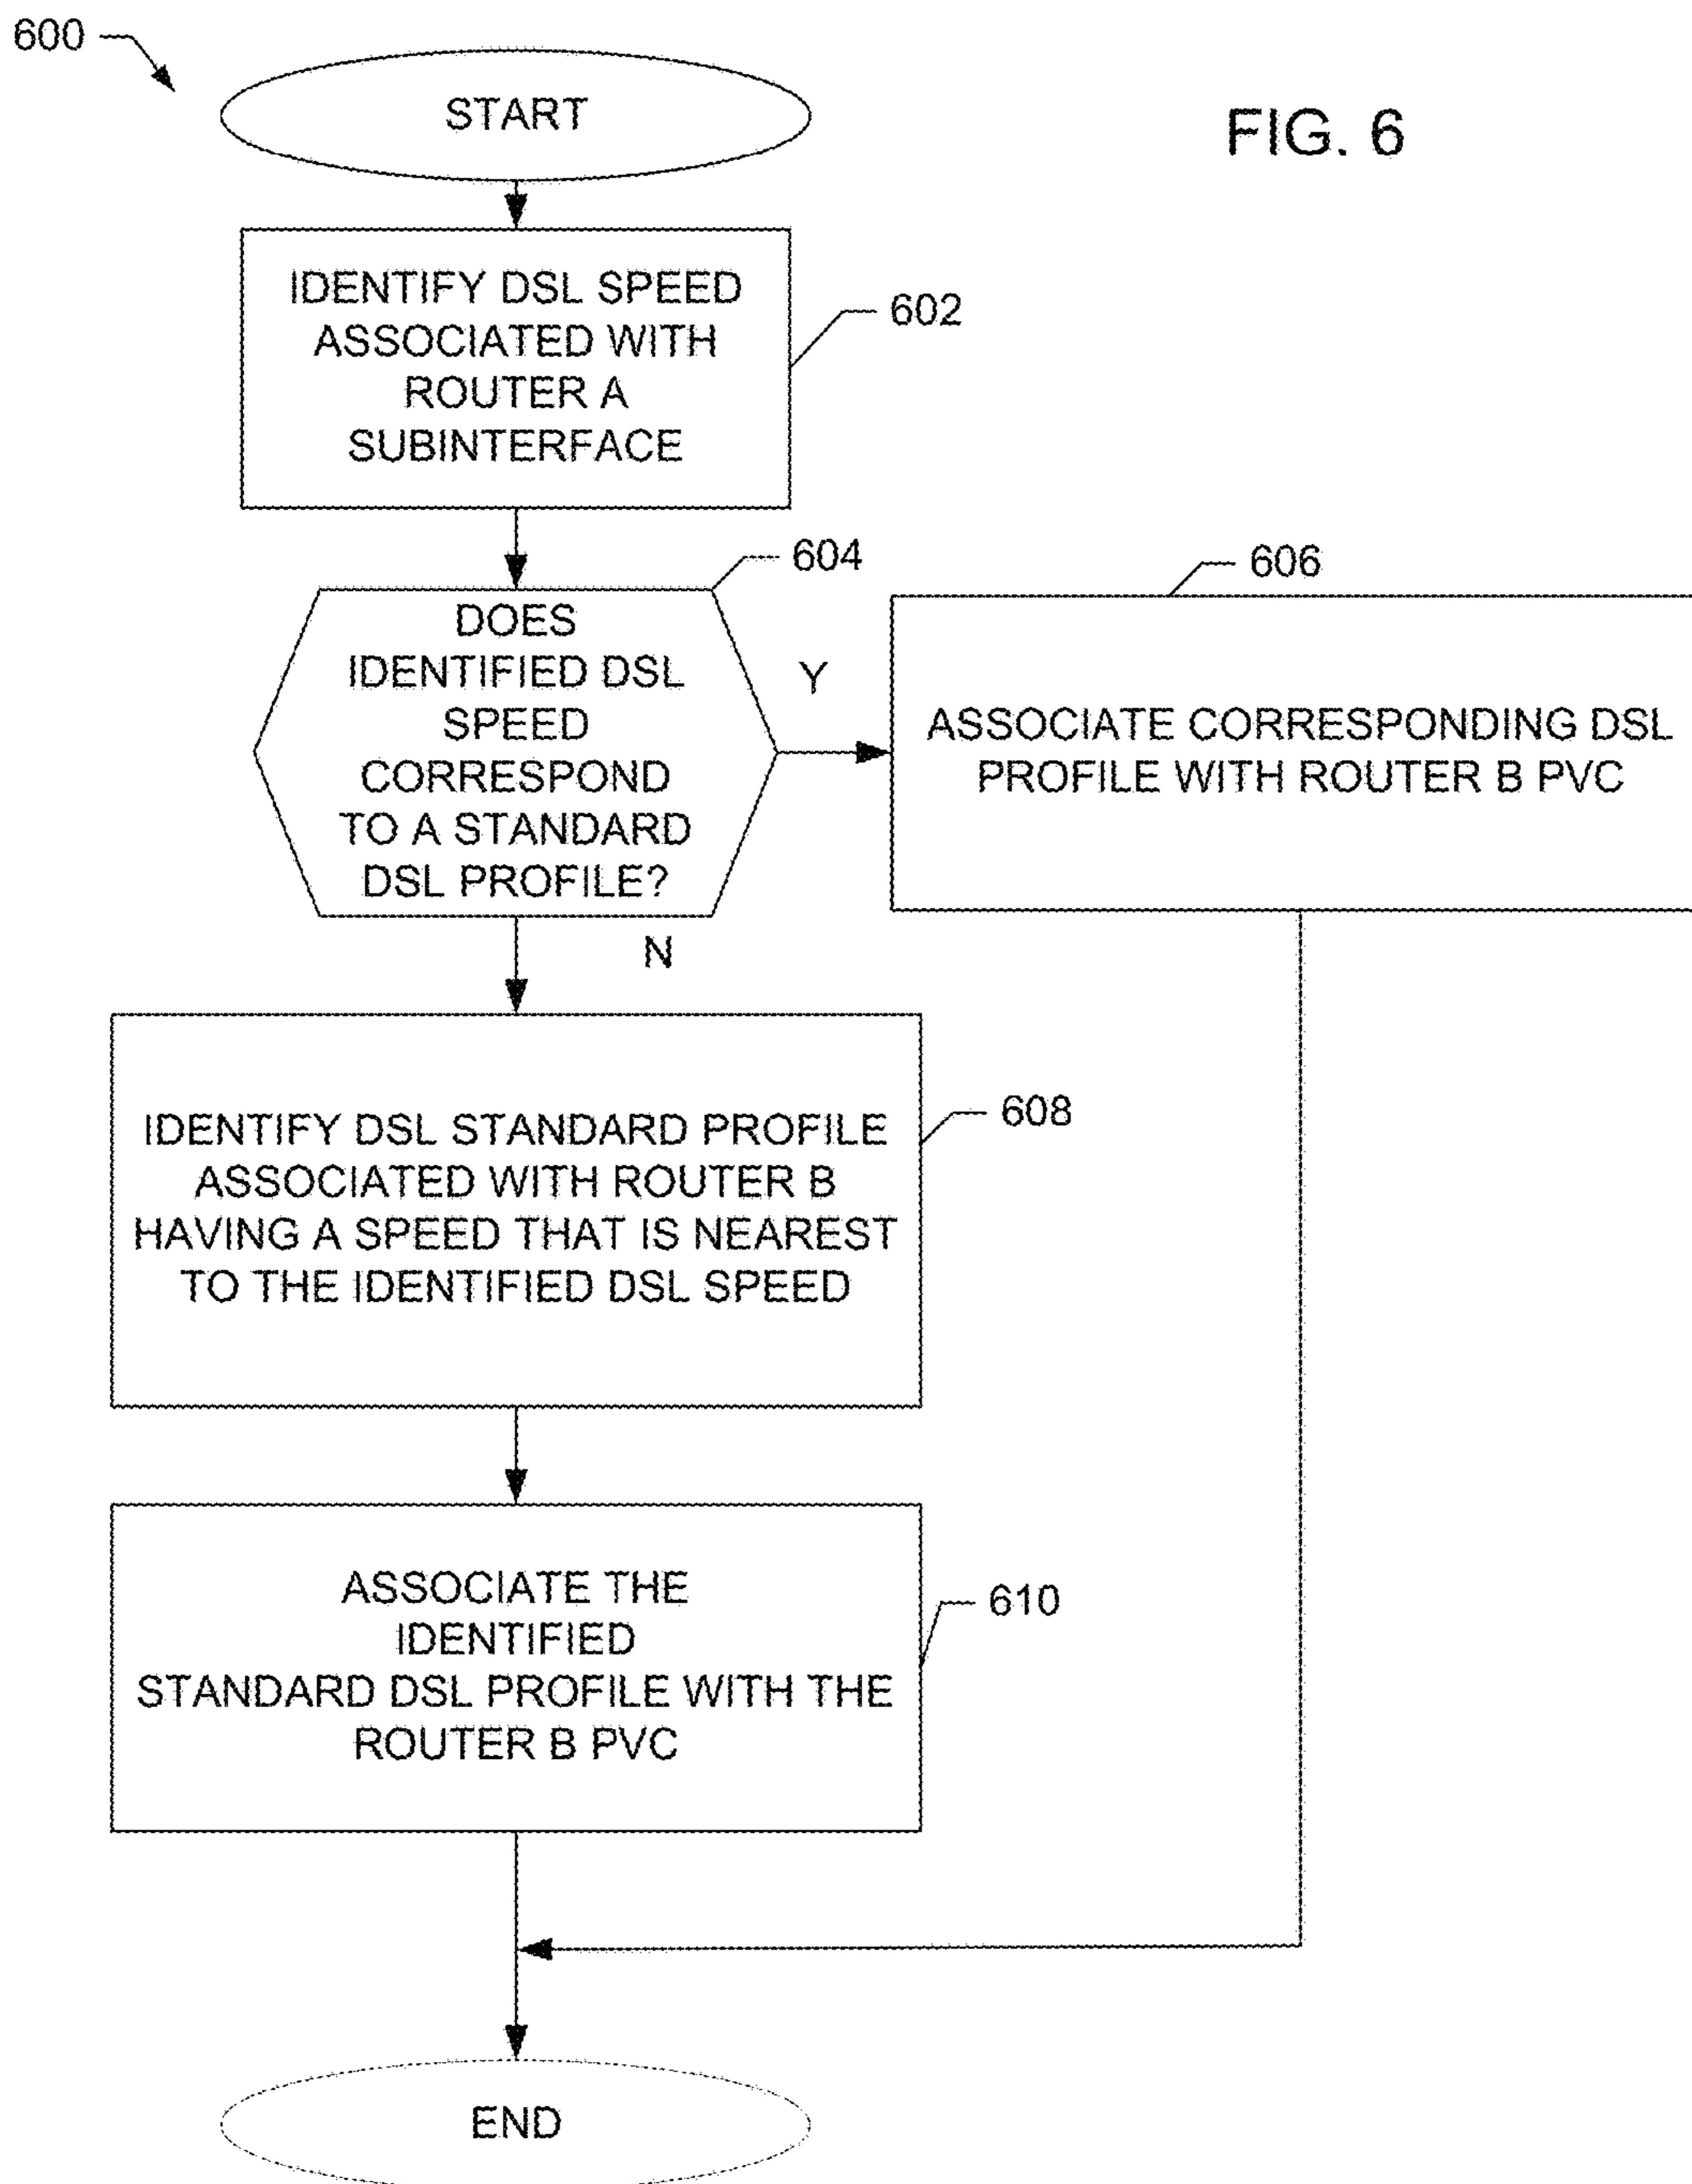 600
START
FIG. 6
IDENTIFY DSL SPEED
ASSOCIATED WITH
ROUTER A
SUBINTERFACE
602
604
DOES
IDENTIFIED DSL
SPEED
CORRESPOND
TO A STANDARD
DSL PROFILE?
Y
606
ASSOCIATE CORRESPONDING DSL
PROFILE WITH ROUTER B PVC
N
IDENTIFY DSL STANDARD PROFILE
ASSOCIATED WITH ROUTER B
HAVING A SPEED THAT IS NEAREST
TO THE IDENTIFIED DSL SPEED
608
ASSOCIATE THE
IDENTIFIED
STANDARD DSL PROFILE WITH THE
ROUTER B PVC
610
END